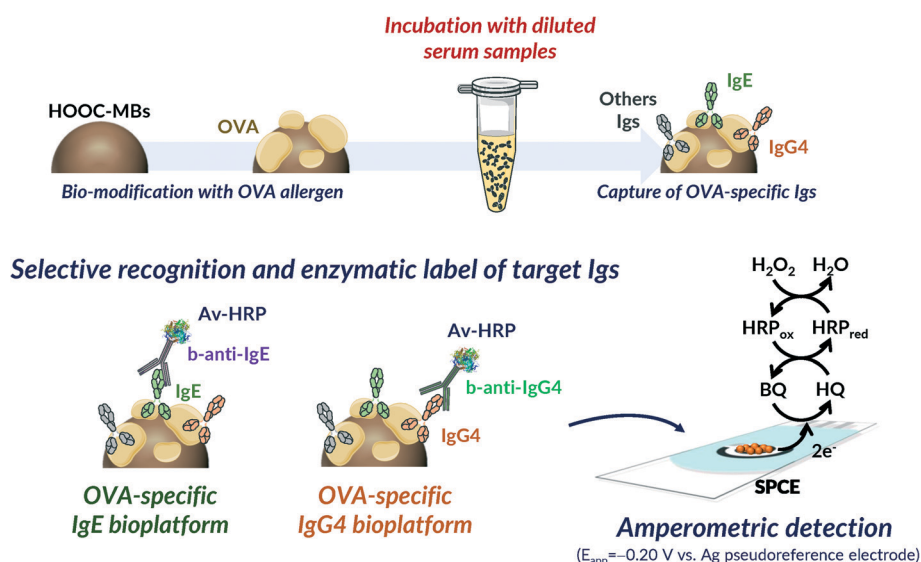 Incubation with diluted
serum samples
HOOC-MBs
OVA
Others
Igs
IgE
IgG4
Bio-modification with OVA allergen
Capture of OVA-specific Igs
Selective recognition and enzymatic label of target Igs
Av-HRP
b-anti-IgE
IgE
Av-HRP
b-anti-IgG4
IgG4
OVA-specific
IgE bioplatform
OVA-specific
IgG4 bioplatform
H₂O₂ H₂O
HRPox HRPred
BQ HQ
2e⁻
SPCE
Amperometric detection
(Eapp=−0.20 V vs. Ag pseudoreference electrode)